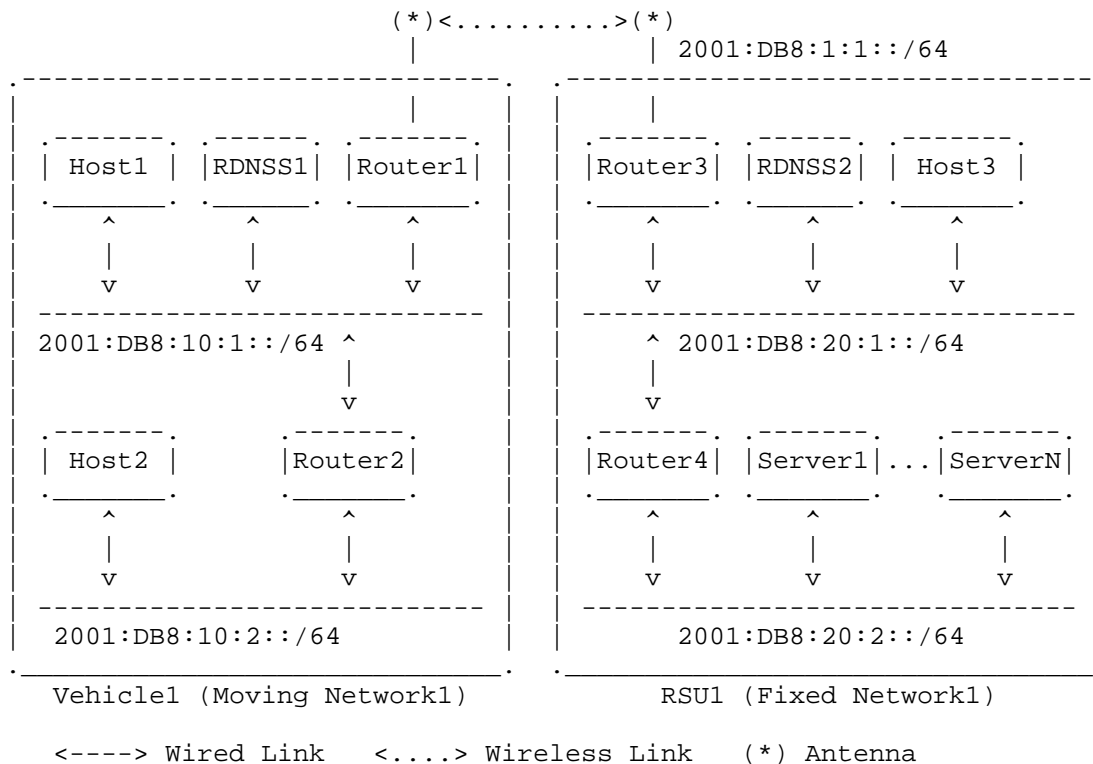 (*)<..........>(*)
2001:DB8:1:1::/64
Host1 RDNSS1 Router1 Router3 RDNSS2 Host3
2001:DB8:10:1::/64 2001:DB8:20:1::/64
Host2 Router2 Router4 Server1 ... ServerN
2001:DB8:10:2::/64 2001:DB8:20:2::/64
Vehicle1 (Moving Network1) RSU1 (Fixed Network1)
<----> Wired Link <....> Wireless Link (*) Antenna